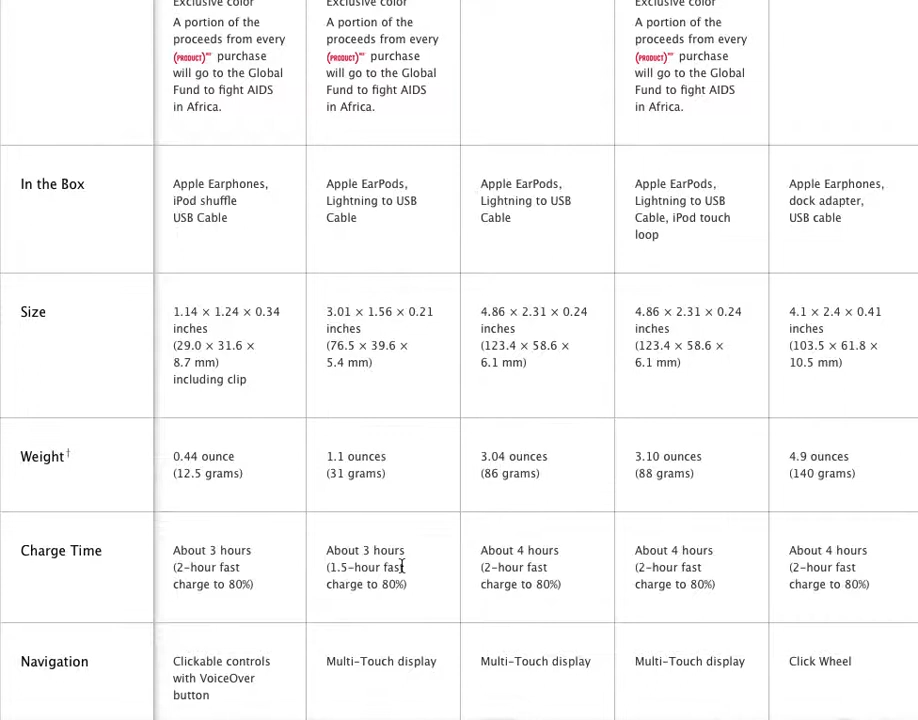 Exclusive color
A portion of the
proceeds from every
(PRODUCT) purchase
will go to the Global
Fund to fight AIDS
in Africa.
Exclusive color
A portion of the
proceeds from every
(PRODUCT) purchase
will go to the Global
Fund to fight AIDS
in Africa.
Exclusive color
A portion of the
proceeds from every
(PRODUCT) purchase
will go to the Global
Fund to fight AIDS
in Africa.
In the Box
Apple Earphones,
iPod shuffle
USB Cable
Apple EarPods,
Lightning to USB
Cable
Apple EarPods,
Lightning to USB
Cable
Apple EarPods,
Lightning to USB
Cable, iPod touch
loop
Apple Earphones,
dock adapter,
USB cable
Size
1.14 × 1.24 × 0.34
inches
(29.0 × 31.6 ×
8.7 mm)
including clip
3.01 × 1.56 × 0.21
inches
(76.5 × 39.6 ×
5.4 mm)
4.86 × 2.31 × 0.24
inches
(123.4 × 58.6 ×
6.1 mm)
4.86 × 2.31 × 0.24
inches
(123.4 × 58.6 ×
6.1 mm)
4.1 × 2.4 × 0.41
inches
(103.5 × 61.8 ×
10.5 mm)
Weight†
0.44 ounce
(12.5 grams)
1.1 ounces
(31 grams)
3.04 ounces
(86 grams)
3.10 ounces
(88 grams)
4.9 ounces
(140 grams)
Charge Time
About 3 hours
(2-hour fast
charge to 80%)
About 3 hours
(1.5-hour fast
charge to 80%)
About 4 hours
(2-hour fast
charge to 80%)
About 4 hours
(2-hour fast
charge to 80%)
About 4 hours
(2-hour fast
charge to 80%)
Navigation
Clickable controls
with VoiceOver
button
Multi-Touch display
Multi-Touch display
Multi-Touch display
Click Wheel